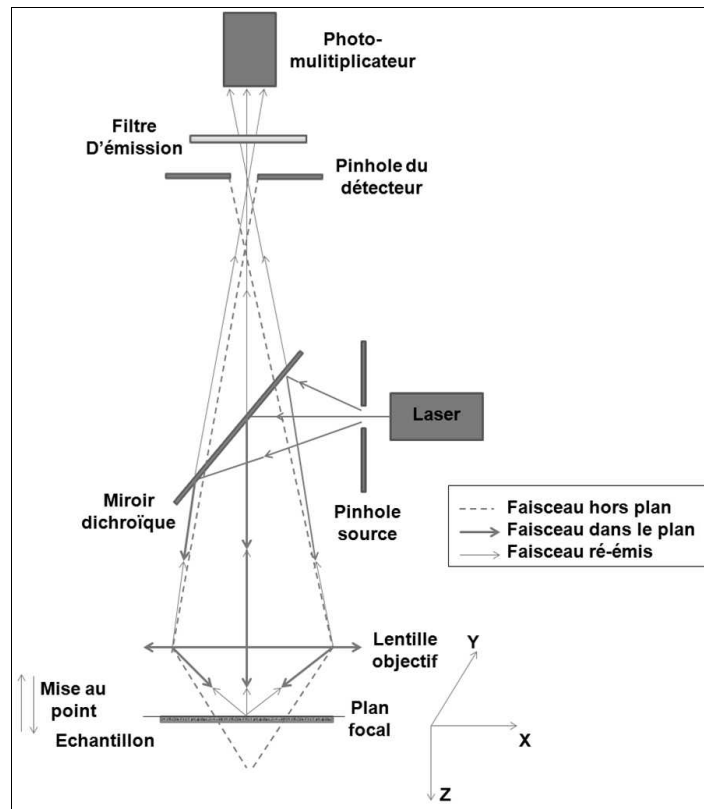 Photo-
mulitiplicateur
Filtre
D'émission
Pinhole du
détecteur
Laser
Miroir
dichroïque
Pinhole
source
Faisceau hors plan
Faisceau dans le plan
Faisceau ré-émis
Lentille
objectif
Y
Mise au
point
Plan
focal
Echantillon
X
Z